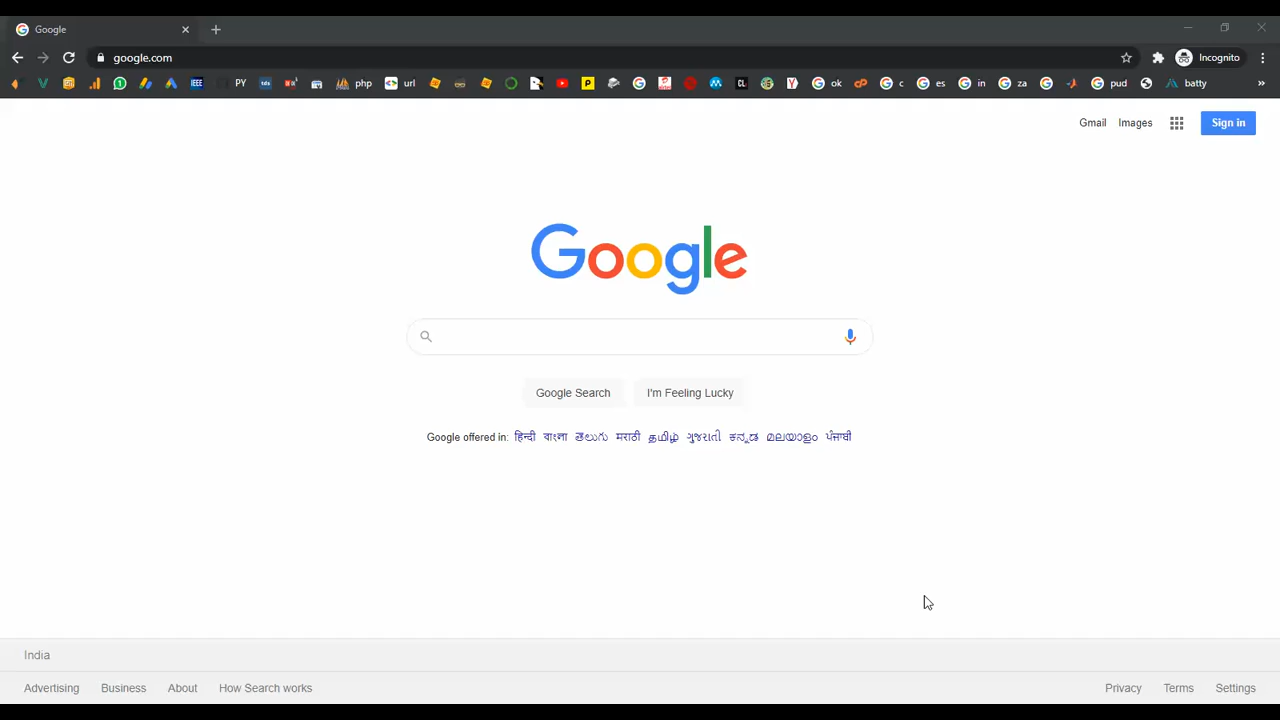 Google
google.com
Incognito
PY php url ok c es in za pud batty
Gmail Images Sign in
Google
Google Search I'm Feeling Lucky
Google offered in: हिन्दी বাংলা తెలుగు मराठी தமிழ் ગુજરાતી ಕನ್ನಡ മലയാളം ਪੰਜਾਬੀ
India
Advertising Business About How Search works Privacy Terms Settings